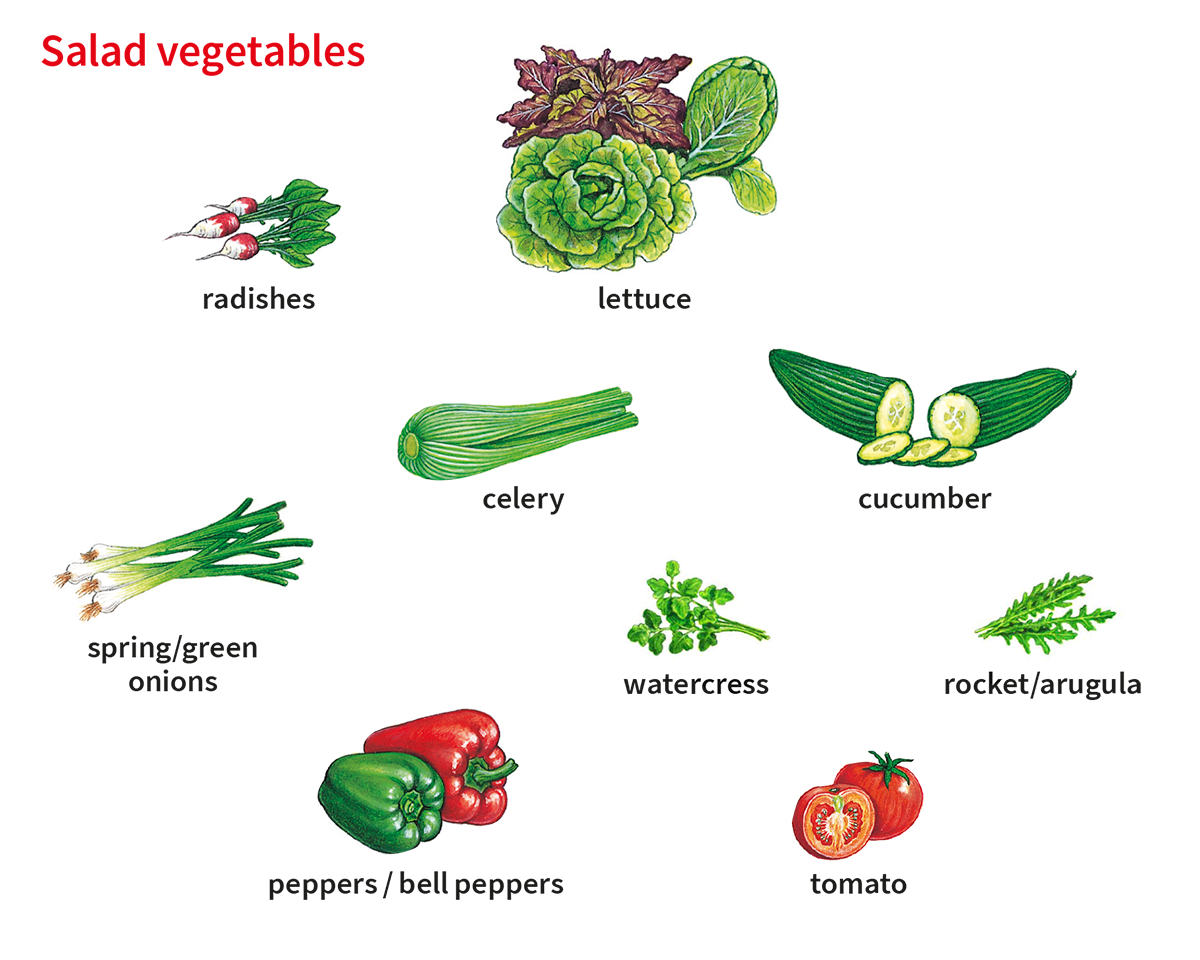 Salad vegetables
radishes
lettuce
celery
cucumber
spring/green
onions
watercress
rocket/arugula
peppers / bell peppers
tomato